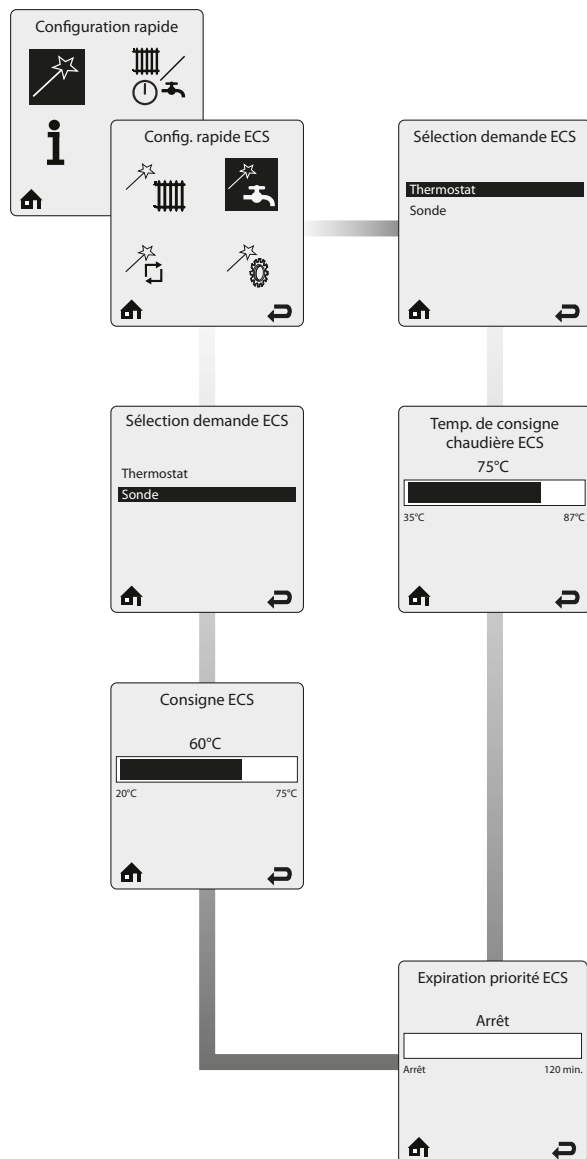 Configuration rapide
Config. rapide ECS
Sélection demande ECS
Thermostat
Sonde
Sélection demande ECS
Thermostat
Sonde
Temp. de consigne
chaudière ECS
75°C
35°C 87°C
Consigne ECS
60°C
20°C 75°C
Expiration priorité ECS
Arrêt
Arrêt 120 min.